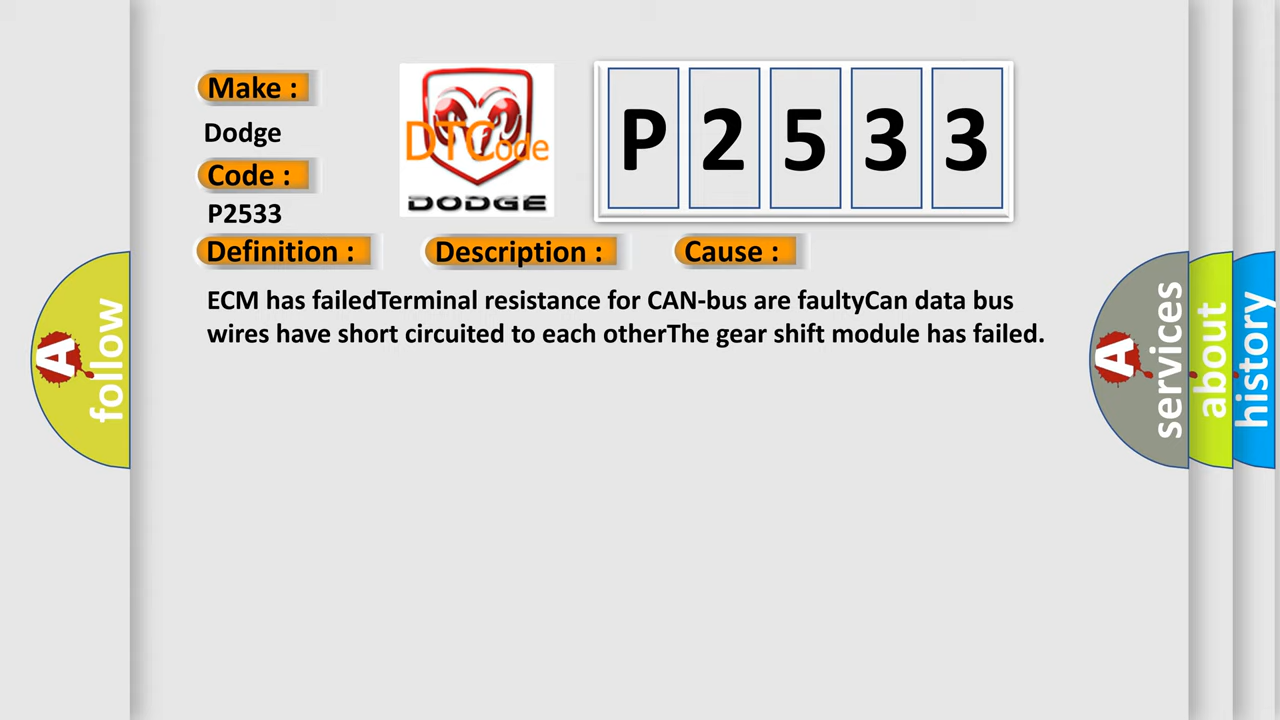 Make :
Dodge
Code :
P2533
DTCode
DODGE
P 2 5 3 3
Definition :
Description :
Cause :
ECM has failedTerminal resistance for CAN-bus are faultyCan data bus
wires have short circuited to each otherThe gear shift module has failed.
A follow
A services
about
history